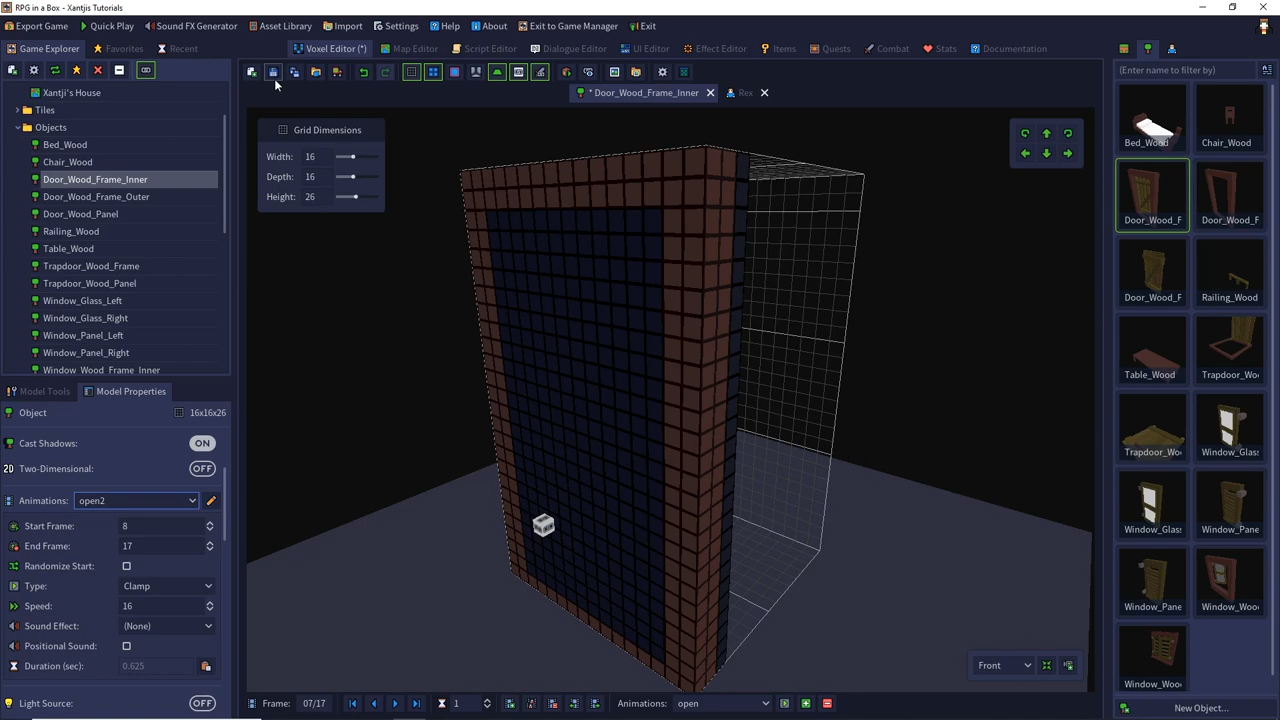 RPG in a Box - Xantjis Tutorials
Export Game
Quick Play
Sound FX Generator
Asset Library
Import
Settings
Help
About
Exit to Game Manager
Exit
Game Explorer
Favorites
Recent
Voxel Editor (*)
Map Editor
Script Editor
Dialogue Editor
UI Editor
Effect Editor
Items
Quests
Combat
Stats
Documentation
* Door_Wood_Frame_Inner
Rex
(Enter name to filter by)
Xantji's House
Tiles
Objects
Bed_Wood
Chair_Wood
Door_Wood_Frame_Inner
Door_Wood_Frame_Outer
Door_Wood_Panel
Railing_Wood
Table_Wood
Trapdoor_Wood_Frame
Trapdoor_Wood_Panel
Window_Glass_Left
Window_Glass_Right
Window_Panel_Left
Window_Panel_Right
Window_Wood_Frame_Inner
Grid Dimensions
Width: 16
Depth: 16
Height: 26
Model Tools
Model Properties
Object
16x16x26
Cast Shadows:
ON
2D Two-Dimensional:
OFF
Animations:
open2
Start Frame:
8
End Frame:
17
Randomize Start:
Type:
Clamp
Speed:
16
Sound Effect:
(None)
Positional Sound:
Duration (sec):
0.625
Light Source:
OFF
Front
Frame: 07/17
1
Animations:
open
Bed_Wood
Chair_Wood
Door_Wood_F
Door_Wood_F
Door_Wood_F
Railing_Wood
Table_Wood
Trapdoor_Wo
Trapdoor_Wo
Window_Glas
Window_Glas
Window_Pane
Window_Pane
Window_Woo
Window_Woo
New Object...